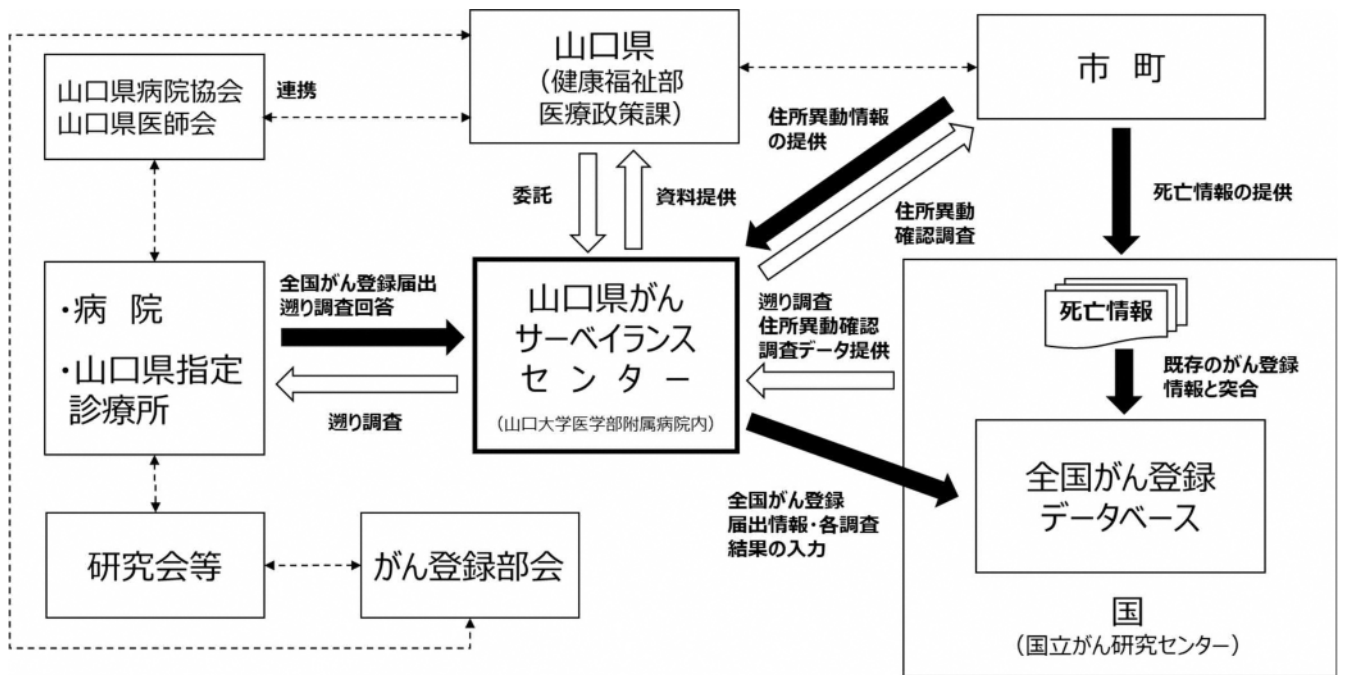 山口県
（健康福祉部
医療政策課）
市 町
山口県病院協会
山口県医師会
連携
住所異動情報
の提供
委託
資料提供
死亡情報の提供
住所異動
確認調査
・病 院
・山口県指定
診療所
全国がん登録届出
遡り調査回答
遡り調査
山口県がん
サーベイランス
センター
（山口大学医学部附属病院内）
遡り調査
住所異動確認
調査データ提供
死亡情報
既存のがん登録
情報と突合
全国がん登録
データベース
全国がん登録
届出情報・各調査
結果の入力
研究会等
がん登録部会
国
（国立がん研究センター）